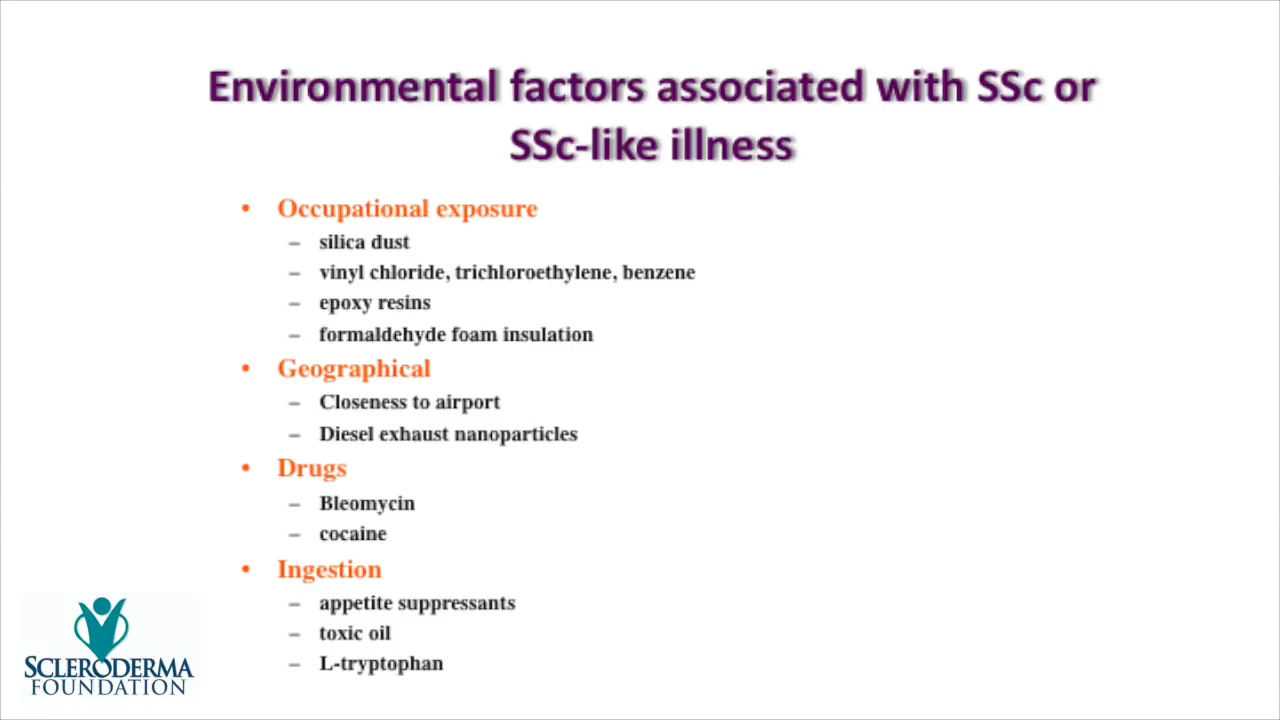 Environmental factors associated with SSc or
SSc-like illness
• Occupational exposure
– silica dust
– vinyl chloride, trichloroethylene, benzene
– epoxy resins
– formaldehyde foam insulation
• Geographical
– Closeness to airport
– Diesel exhaust nanoparticles
• Drugs
– Bleomycin
– cocaine
• Ingestion
– appetite suppressants
– toxic oil
– L-tryptophan
SCLERODERMA
FOUNDATION